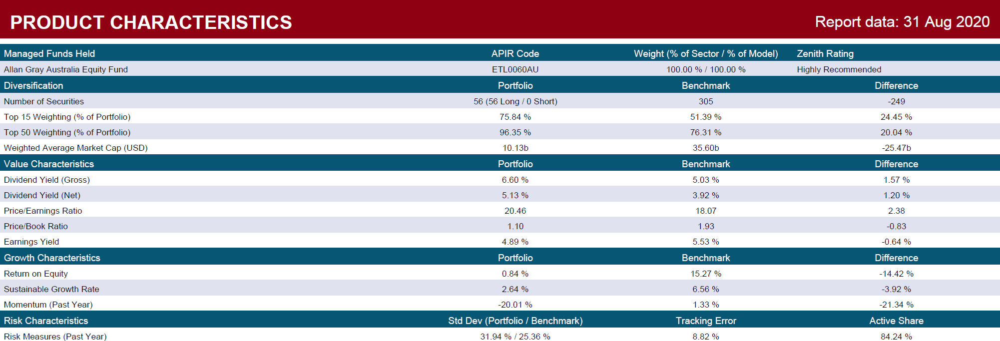 PRODUCT CHARACTERISTICS Report data: 31 Aug 2020
Managed Funds Held APIR Code Weight (% of Sector / % of Model) Zenith Rating
Allan Gray Australia Equity Fund ETL0060AU 100.00 % / 100.00 % Highly Recommended
Diversification Portfolio Benchmark Difference
Number of Securities 56 (56 Long / 0 Short) 305 -249
Top 15 Weighting (% of Portfolio) 75.84 % 51.39 % 24.45 %
Top 50 Weighting (% of Portfolio) 96.35 % 76.31 % 20.04 %
Weighted Average Market Cap (USD) 10.13b 35.60b -25.47b
Value Characteristics Portfolio Benchmark Difference
Dividend Yield (Gross) 6.60 % 5.03 % 1.57 %
Dividend Yield (Net) 5.13 % 3.92 % 1.20 %
Price/Earnings Ratio 20.46 18.07 2.38
Price/Book Ratio 1.10 1.93 -0.83
Earnings Yield 4.89 % 5.53 % -0.64 %
Growth Characteristics Portfolio Benchmark Difference
Return on Equity 0.84 % 15.27 % -14.42 %
Sustainable Growth Rate 2.64 % 6.56 % -3.92 %
Momentum (Past Year) -20.01 % 1.33 % -21.34 %
Risk Characteristics Std Dev (Portfolio / Benchmark) Tracking Error Active Share
Risk Measures (Past Year) 31.94 % / 25.36 % 8.82 % 84.24 %